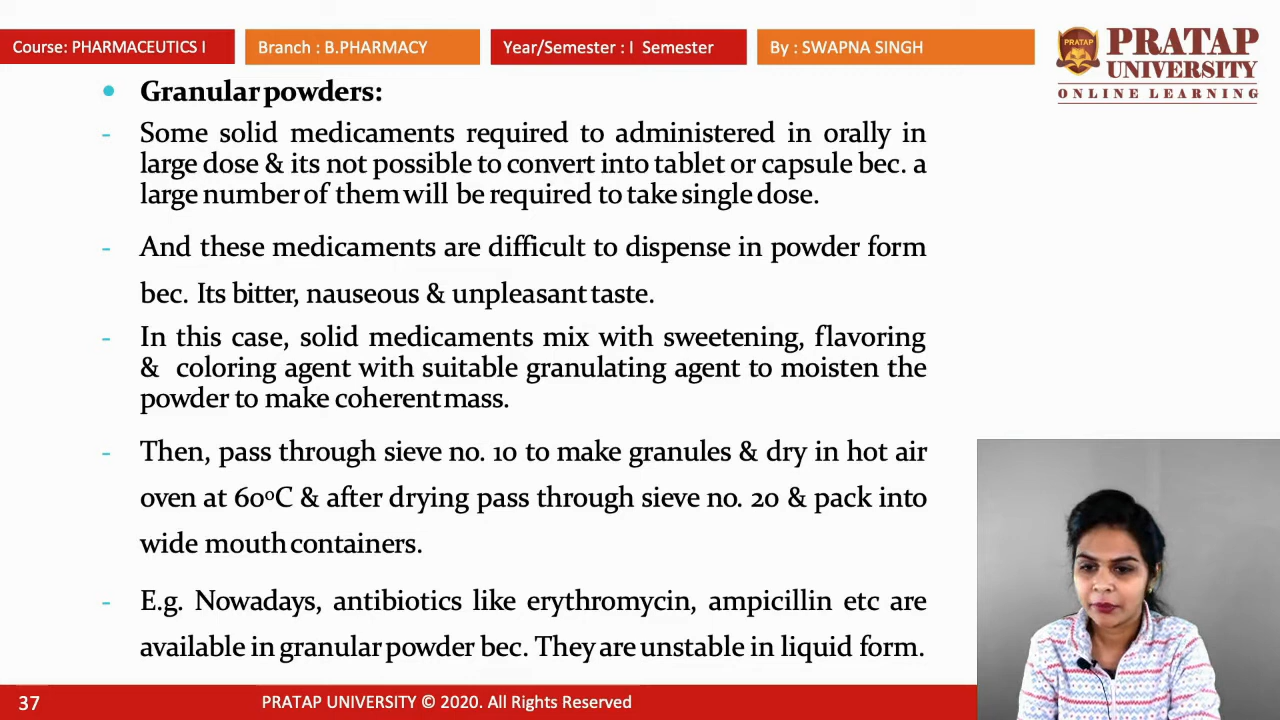 Course: PHARMACEUTICS I
Branch : B.PHARMACY
Year/Semester : I Semester
By : SWAPNA SINGH
PRATAP
PRATAP
UNIVERSITY
ONLINE LEARNING
• Granular powders:
- Some solid medicaments required to administered in orally in
large dose & its not possible to convert into tablet or capsule bec. a
large number of them will be required to take single dose.
- And these medicaments are difficult to dispense in powder form
bec. Its bitter, nauseous & unpleasant taste.
- In this case, solid medicaments mix with sweetening, flavoring
& coloring agent with suitable granulating agent to moisten the
powder to make coherent mass.
- Then, pass through sieve no. 10 to make granules & dry in hot air
oven at 60⁰C & after drying pass through sieve no. 20 & pack into
wide mouth containers.
- E.g. Nowadays, antibiotics like erythromycin, ampicillin etc are
available in granular powder bec. They are unstable in liquid form.
37
PRATAP UNIVERSITY © 2020. All Rights Reserved